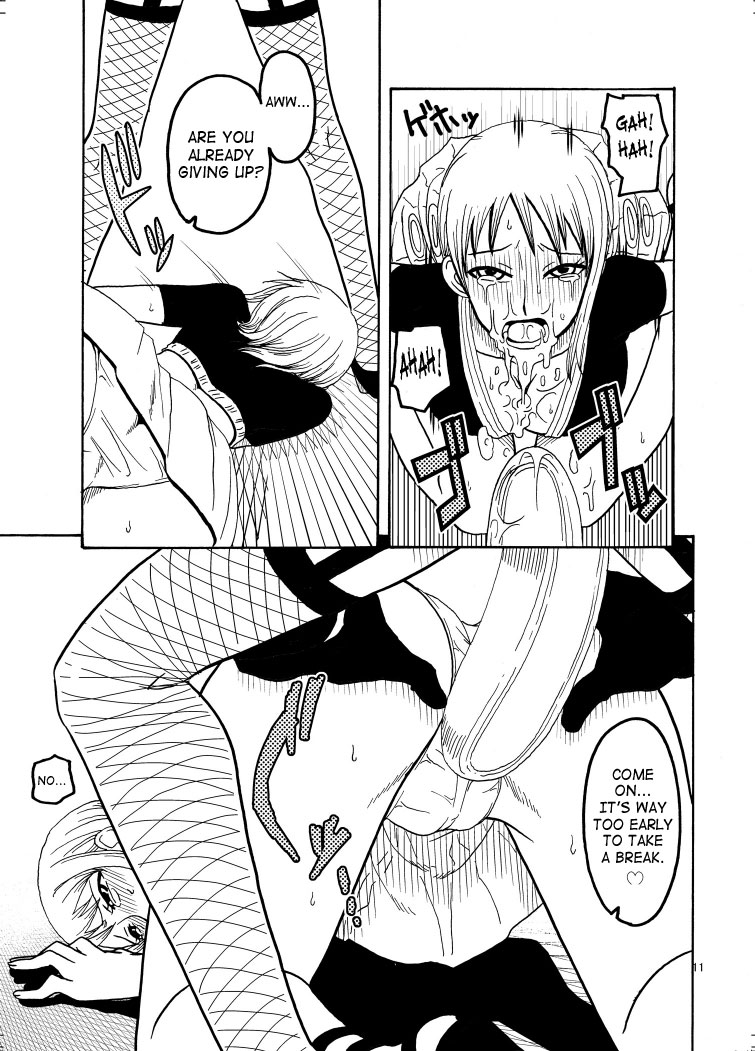 AWW...
ARE YOU
ALREADY
GIVING UP?
GAH!
HAH!
ゲホッ
AHAH!
NO...
COME
ON...
IT'S WAY
TOO EARLY
TO TAKE
A BREAK.
♡
11